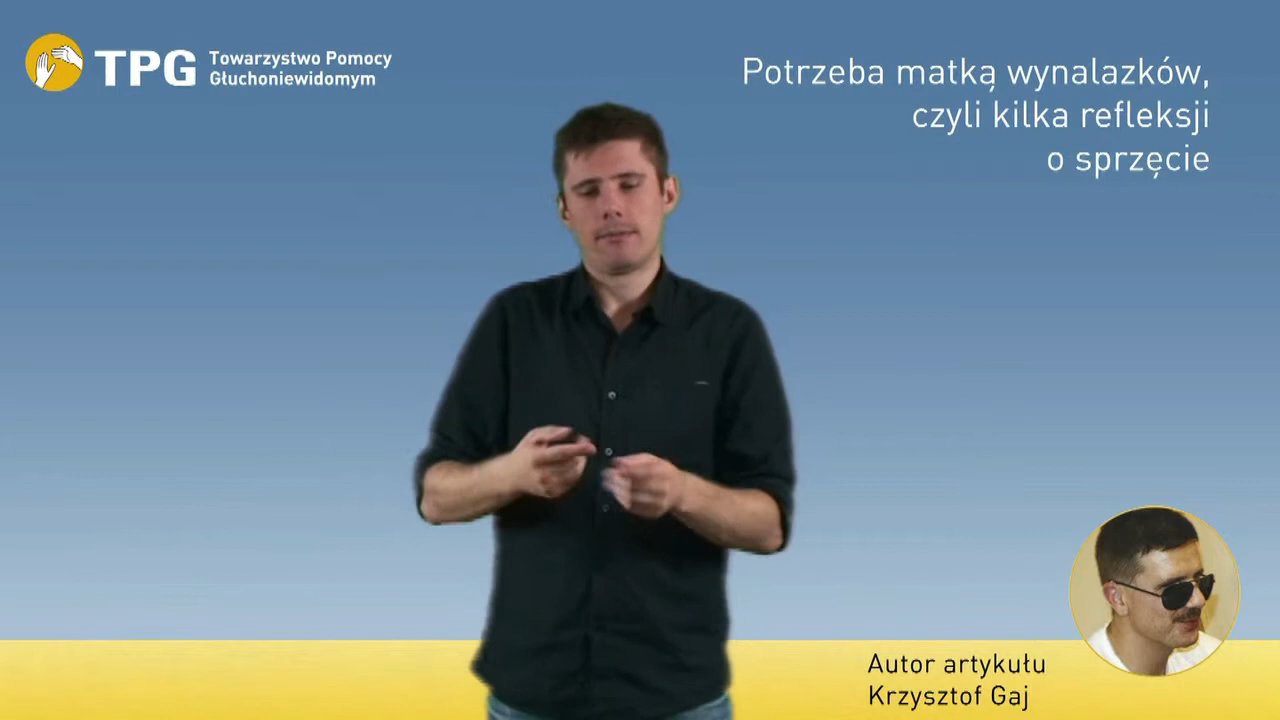 TPG
Towarzystwo Pomocy
Głuchoniewidomym
Potrzeba matką wynalazków,
czyli kilka refleksji
o sprzęcie
Autor artykułu
Krzysztof Gaj